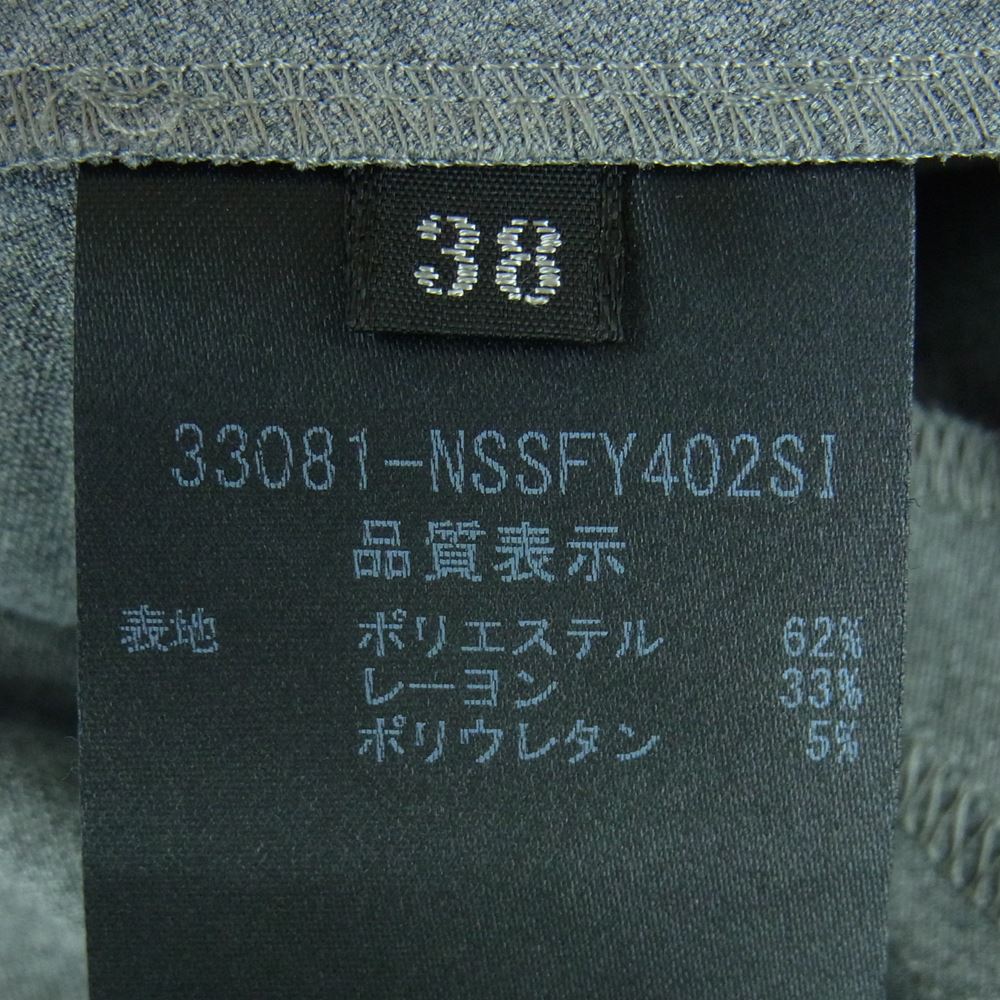 38
33081-NSSFY402SI
品質表示
表地 ポリエステル 62%
レーヨン 33%
ポリウレタン 5%